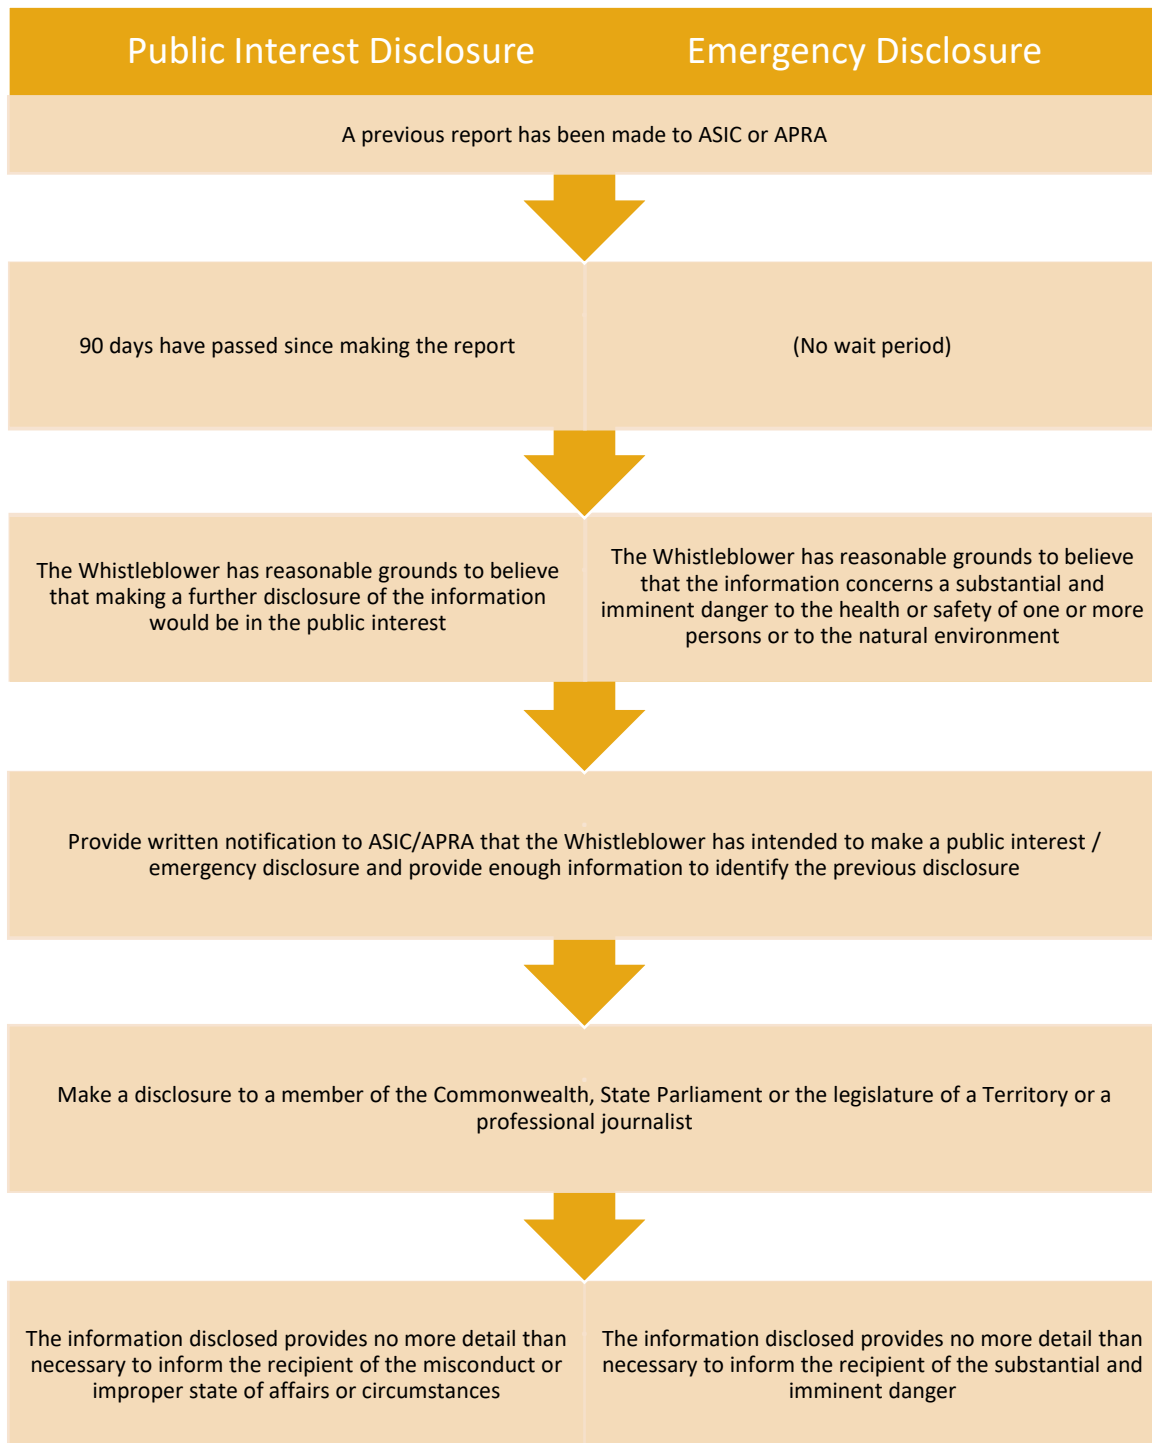 Public Interest Disclosure
Emergency Disclosure
A previous report has been made to ASIC or APRA
90 days have passed since making the report
(No wait period)
The Whistleblower has reasonable grounds to believe
that making a further disclosure of the information
would be in the public interest
The Whistleblower has reasonable grounds to believe
that the information concerns a substantial and
imminent danger to the health or safety of one or more
persons or to the natural environment
Provide written notification to ASIC/APRA that the Whistleblower has intended to make a public interest /
emergency disclosure and provide enough information to identify the previous disclosure
Make a disclosure to a member of the Commonwealth, State Parliament or the legislature of a Territory or a
professional journalist
The information disclosed provides no more detail than
necessary to inform the recipient of the misconduct or
improper state of affairs or circumstances
The information disclosed provides no more detail than
necessary to inform the recipient of the substantial and
imminent danger